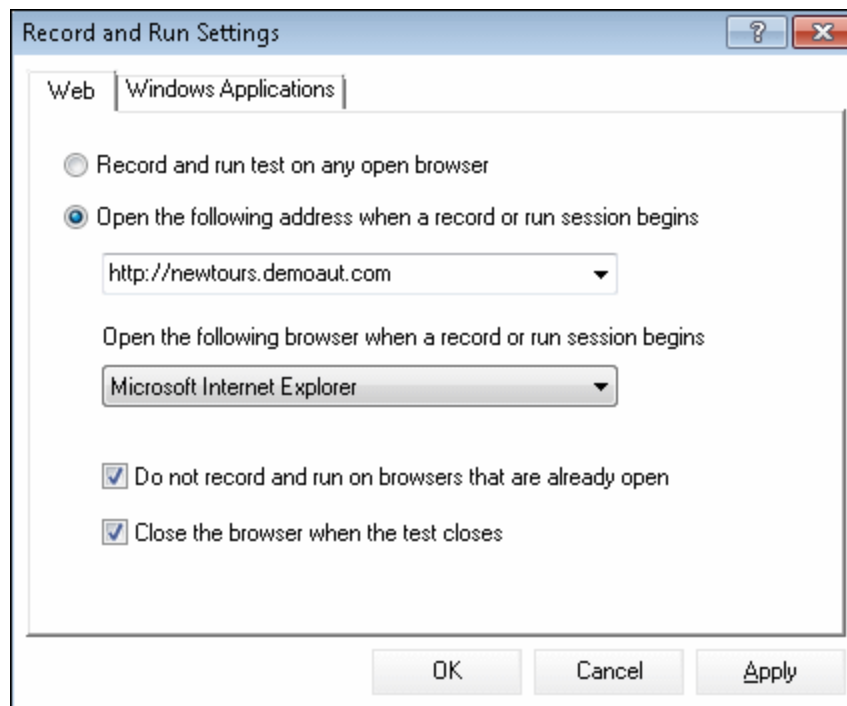 Record and Run Settings
?
Web
Windows Applications
Record and run test on any open browser
Open the following address when a record or run session begins
http://newtours.demoaut.com
Open the following browser when a record or run session begins
Microsoft Internet Explorer
Do not record and run on browsers that are already open
Close the browser when the test closes
OK Cancel Apply